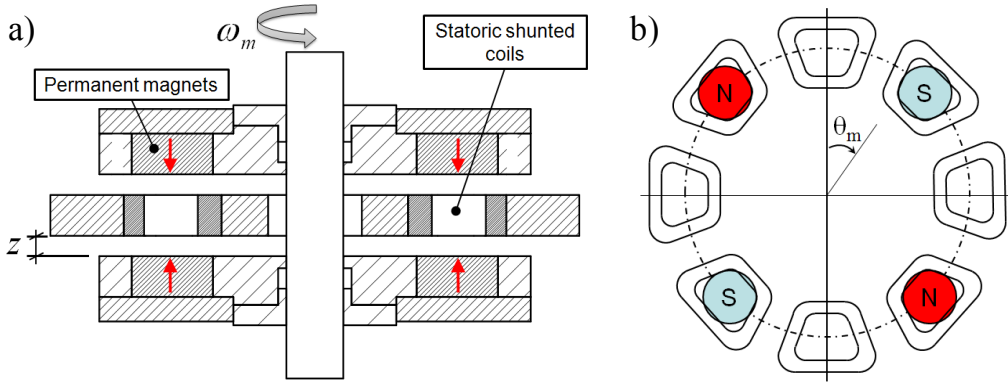 a)
ω_m
Statoric shunted
coils
Permanent magnets
z
b)
N
S
θ_m
S
N